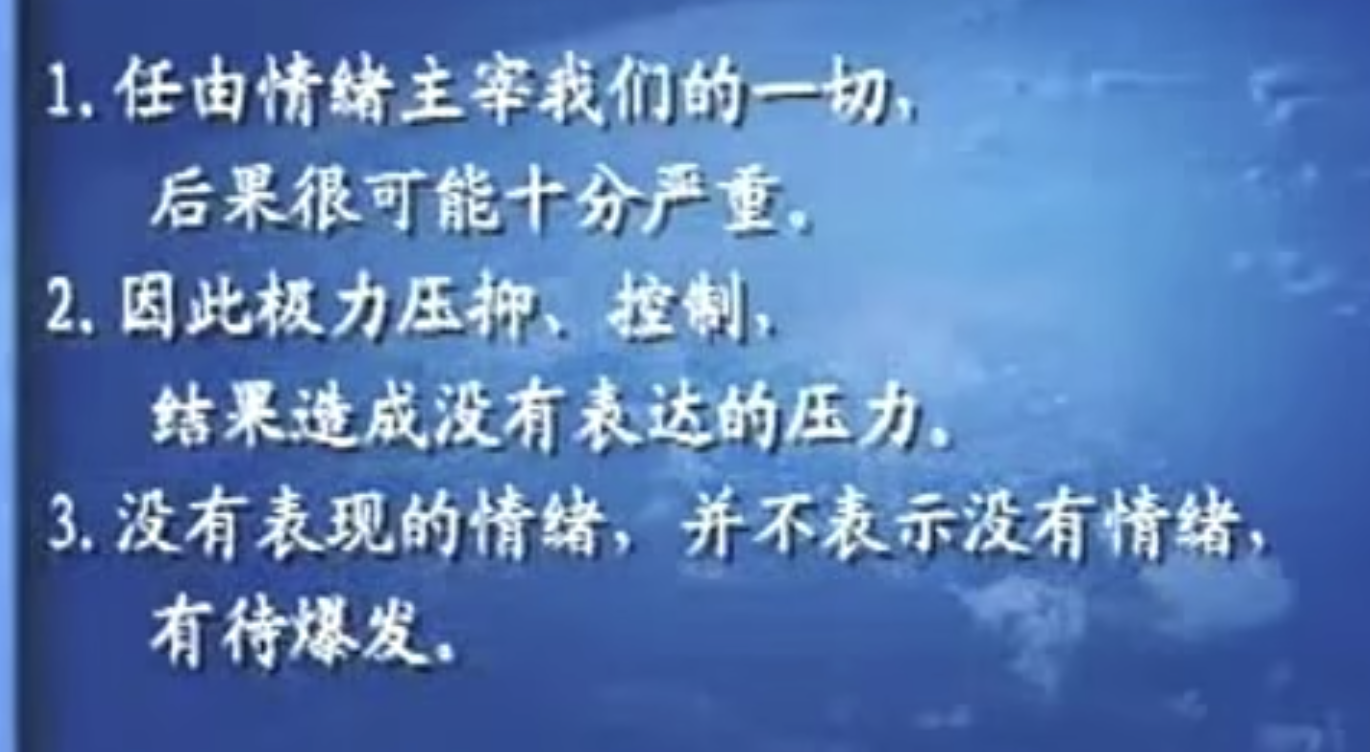 1.任由情绪主宰我们的一切，
后果很可能十分严重。
2.因此极力压抑、控制，
结果造成没有表达的压力。
3.没有表现的情绪，并不表示没有情绪，
有待爆发。